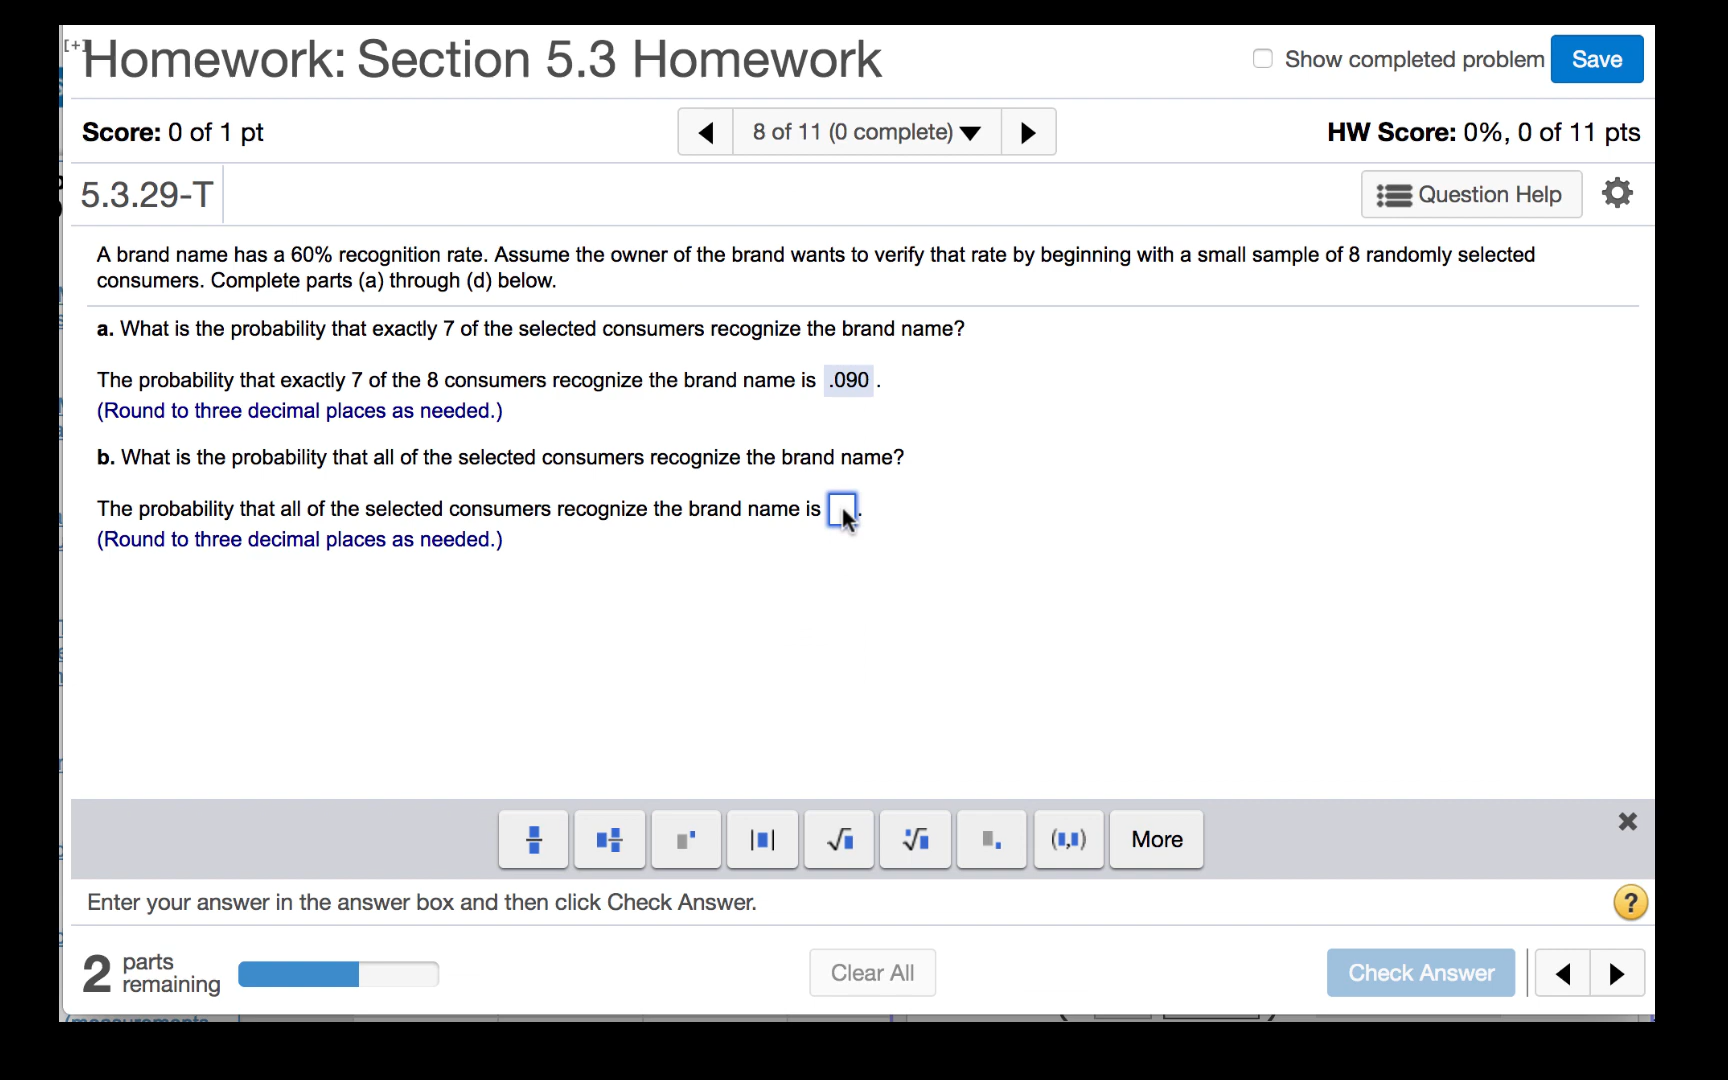 [+]
Homework: Section 5.3 Homework
Show completed problem
Save
Score: 0 of 1 pt
8 of 11 (0 complete)
HW Score: 0%, 0 of 11 pts
5.3.29-T
Question Help
A brand name has a 60% recognition rate. Assume the owner of the brand wants to verify that rate by beginning with a small sample of 8 randomly selected
consumers. Complete parts (a) through (d) below.
a. What is the probability that exactly 7 of the selected consumers recognize the brand name?
The probability that exactly 7 of the 8 consumers recognize the brand name is .090 .
(Round to three decimal places as needed.)
b. What is the probability that all of the selected consumers recognize the brand name?
The probability that all of the selected consumers recognize the brand name is .
(Round to three decimal places as needed.)
More
Enter your answer in the answer box and then click Check Answer.
?
2 parts
remaining
Clear All
Check Answer